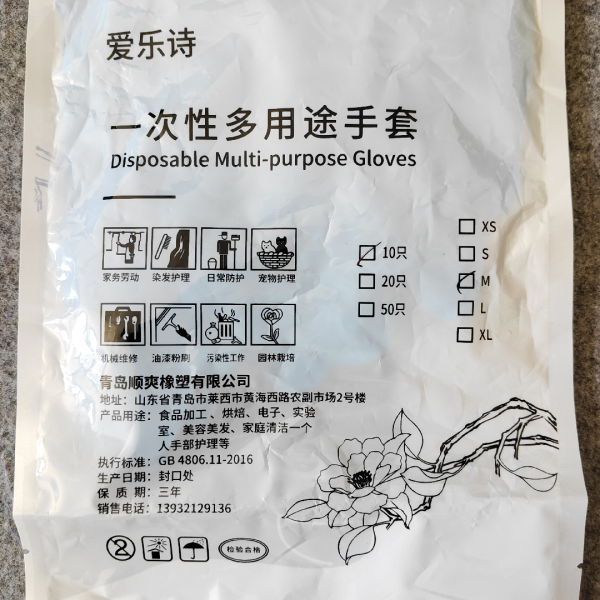 爱乐诗
一次性多用途手套
Disposable Multi-purpose Gloves
家务劳动 染发护理 日常防护 宠物护理
机械维修 油漆粉刷 污染性工作 园林栽培
10只
20只
50只
XS
S
M
L
XL
青岛顺爽橡塑有限公司
地址：山东省青岛市莱西市黄海西路农副市场2号楼
产品用途：食品加工、烘焙、电子、实验
室、美容美发、家庭清洁一个
人手部护理等
执行标准：GB 4806.11-2016
生产日期：封口处
保 质 期：三年
销售电话：13932129136
检验合格